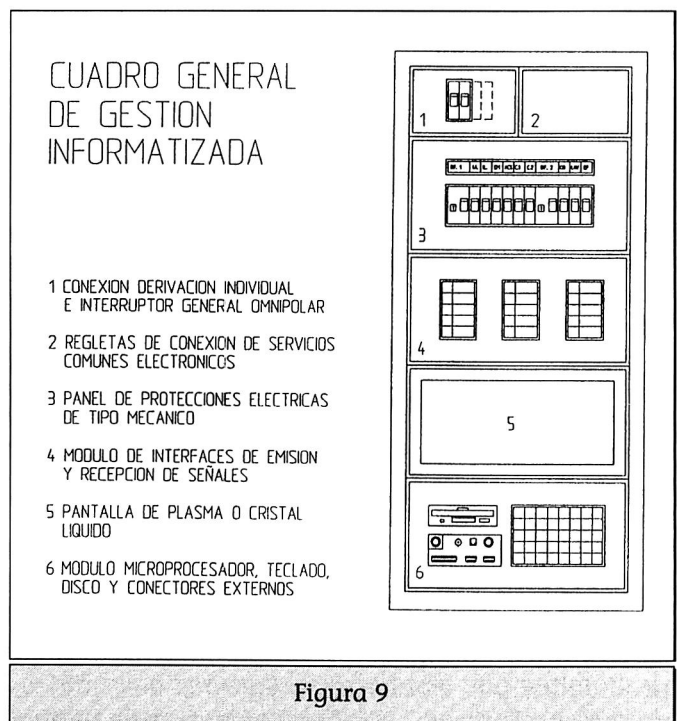 CUADRO GENERAL
DE GESTION
INFORMATIZADA
1 CONEXION DERIVACION INDIVIDUAL
E INTERRUPTOR GENERAL OMNIPOLAR
2 REGLETAS DE CONEXION DE SERVICIOS
COMUNES ELECTRONICOS
3 PANEL DE PROTECCIONES ELECTRICAS
DE TIPO MECANICO
4 MODULO DE INTERFACES DE EMISION
Y RECEPCION DE SEÑALES
5 PANTALLA DE PLASMA O CRISTAL
LIQUIDO
6 MODULO MICROPROCESADOR, TECLADO,
DISCO Y CONECTORES EXTERNOS
1
2
3
4
5
6
Figura 9